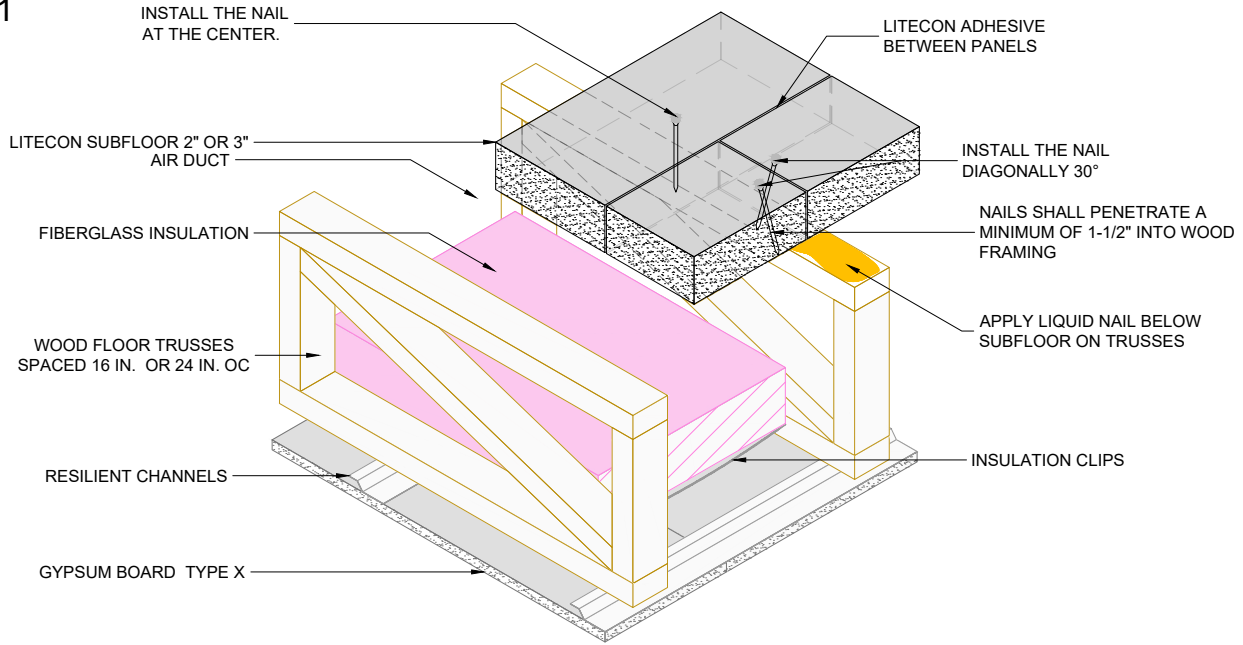 1
INSTALL THE NAIL
AT THE CENTER.
LITECON ADHESIVE
BETWEEN PANELS
LITECON SUBFLOOR 2" OR 3"
AIR DUCT
INSTALL THE NAIL
DIAGONALLY 30°
FIBERGLASS INSULATION
NAILS SHALL PENETRATE A
MINIMUM OF 1-1/2" INTO WOOD
FRAMING
WOOD FLOOR TRUSSES
SPACED 16 IN. OR 24 IN. OC
APPLY LIQUID NAIL BELOW
SUBFLOOR ON TRUSSES
RESILIENT CHANNELS
INSULATION CLIPS
GYPSUM BOARD TYPE X